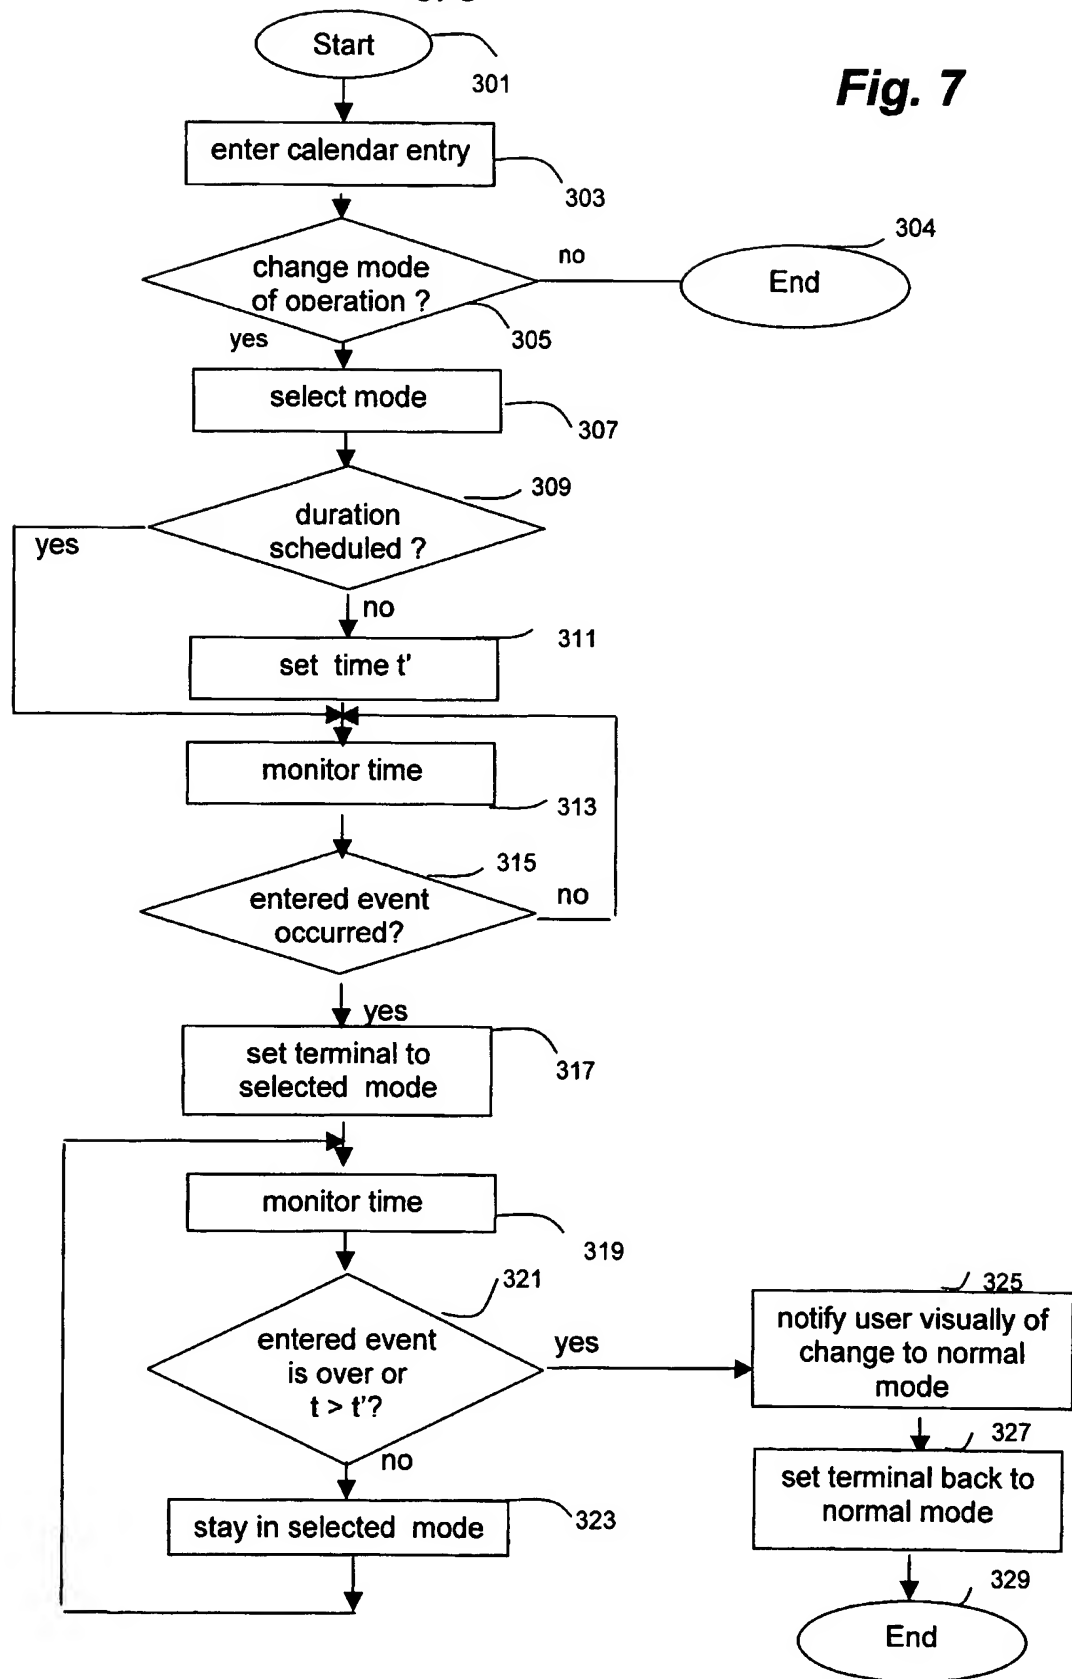 Start
301
Fig. 7
enter calendar entry
303
change mode
of operation ?
305
no
304
End
yes
select mode
307
309
duration
scheduled ?
yes
no
311
set time t'
monitor time
313
315
entered event
occurred?
no
yes
set terminal to
selected mode
317
monitor time
319
321
entered event
is over or
t > t'?
yes
no
stay in selected mode
323
325
notify user visually of
change to normal
mode
327
set terminal back to
normal mode
329
End